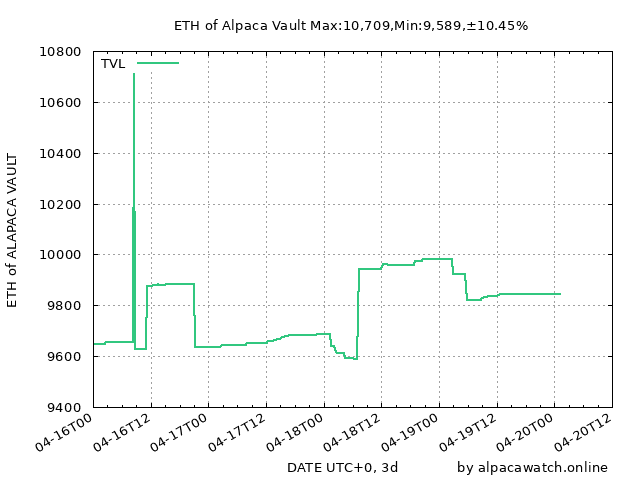 ETH of Alpaca Vault Max:10,709,Min:9,589,±10.45%
TVL
10800
10600
10400
10200
10000
9800
9600
9400
ETH of ALAPACA VAULT
04-16T00
04-16T12
04-17T00
04-17T12
04-18T00
04-18T12
04-19T00
04-19T12
04-20T00
04-20T12
DATE UTC+0, 3d
by alpacawatch.online